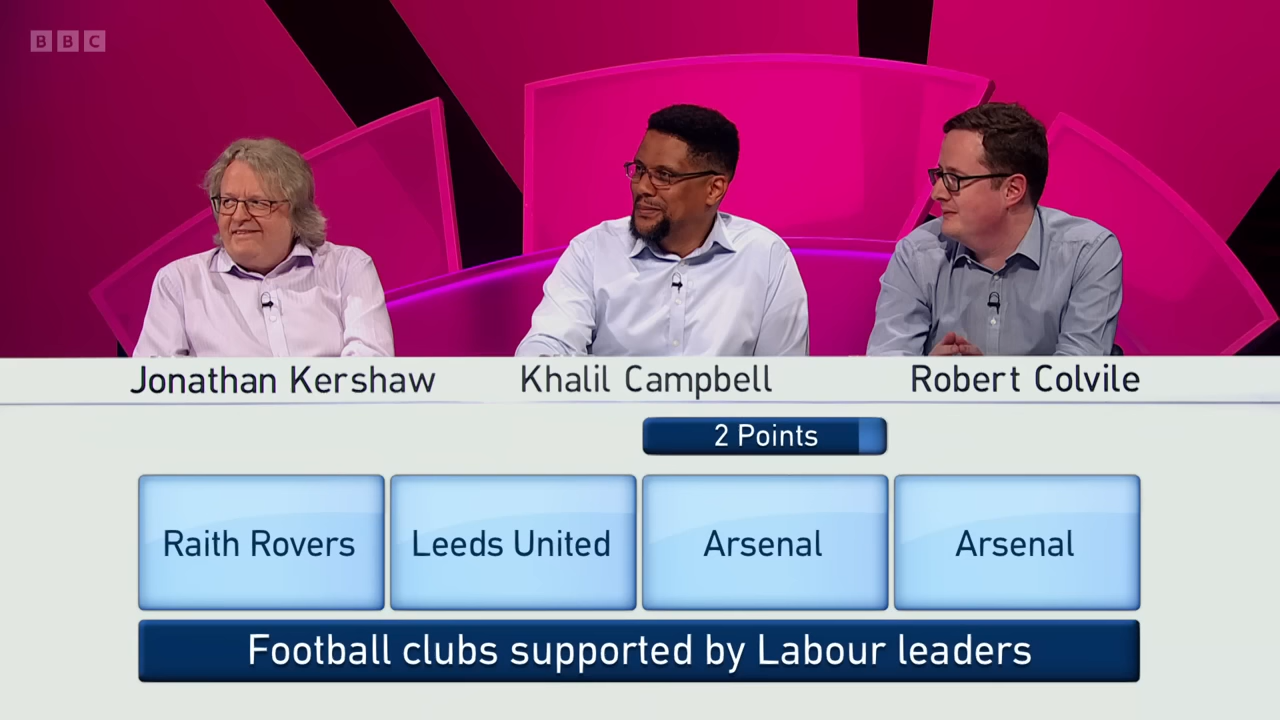 BBC
Jonathan Kershaw
Khalil Campbell
Robert Colvile
2 Points
Raith Rovers
Leeds United
Arsenal
Arsenal
Football clubs supported by Labour leaders